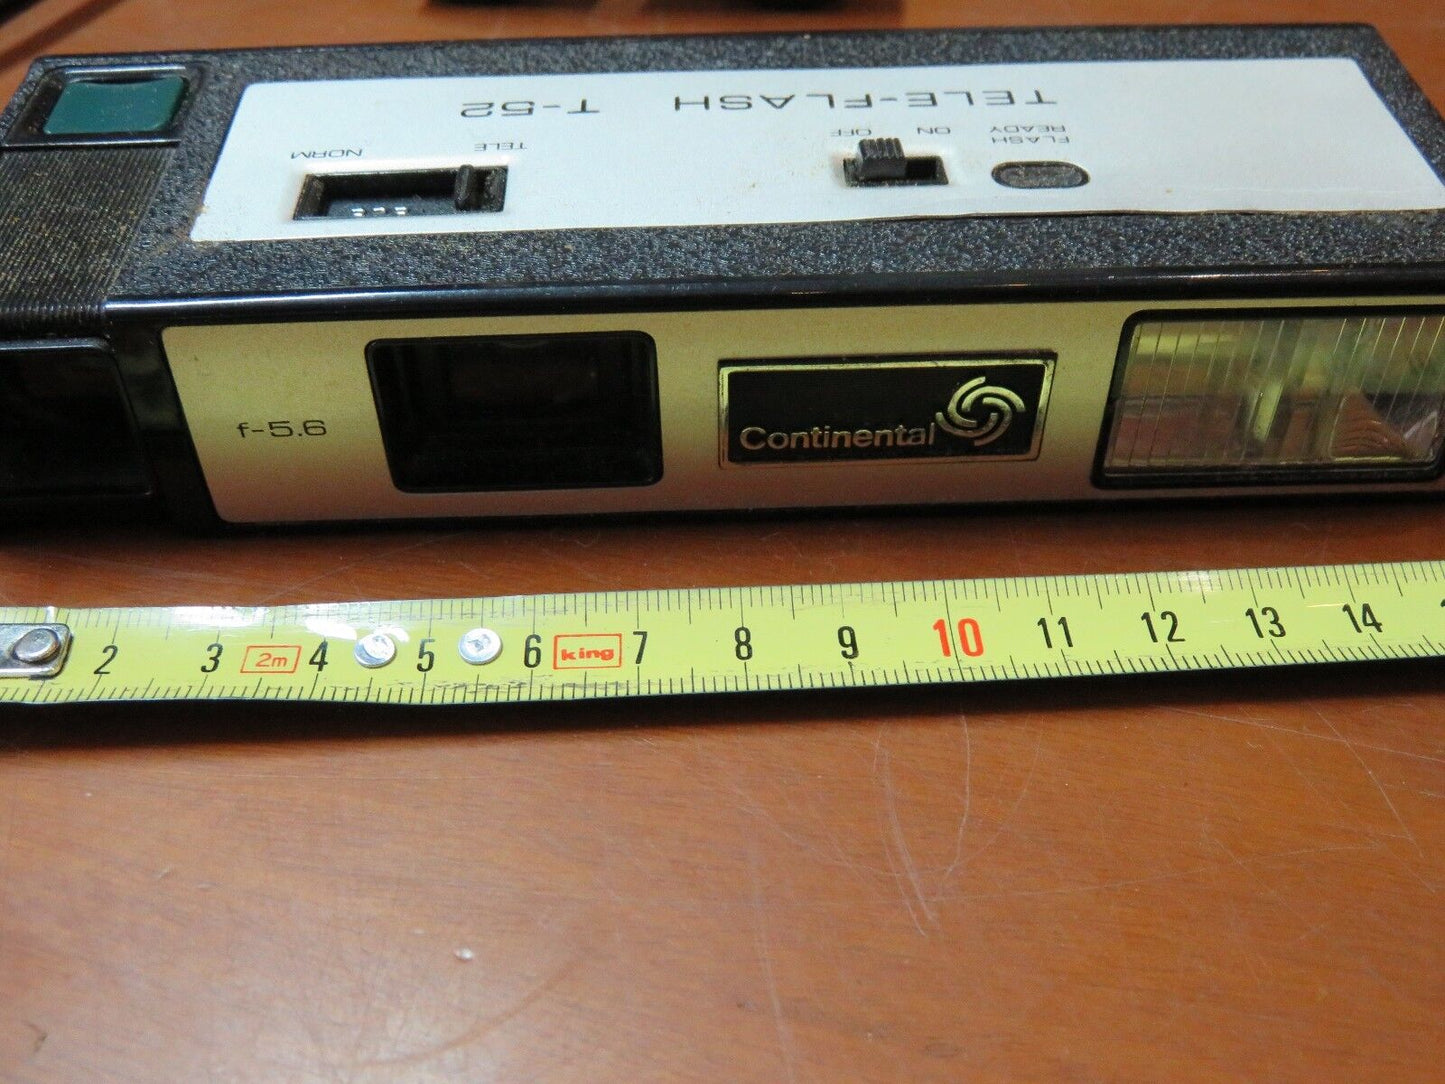 TELE-FLASH T-52
FLASH READY
ON OFF
TELE NORM
f-5.6
Continental
2 3 2m 4 5 6 king 7 8 9 10 11 12 13 14